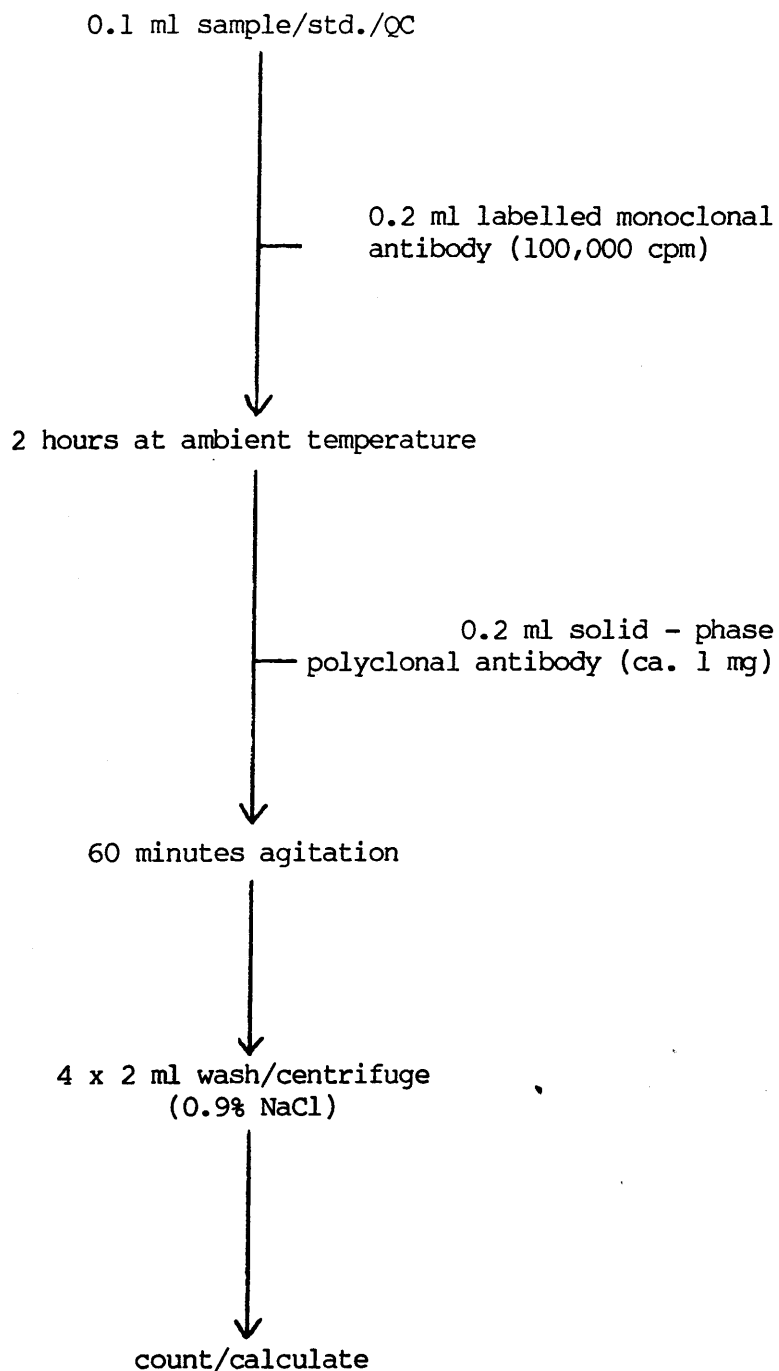 0.1 ml sample/std./QC
0.2 ml labelled monoclonal
antibody (100,000 cpm)
2 hours at ambient temperature
0.2 ml solid - phase
polyclonal antibody (ca. 1 mg)
60 minutes agitation
4 x 2 ml wash/centrifuge
(0.9% NaCl)
count/calculate